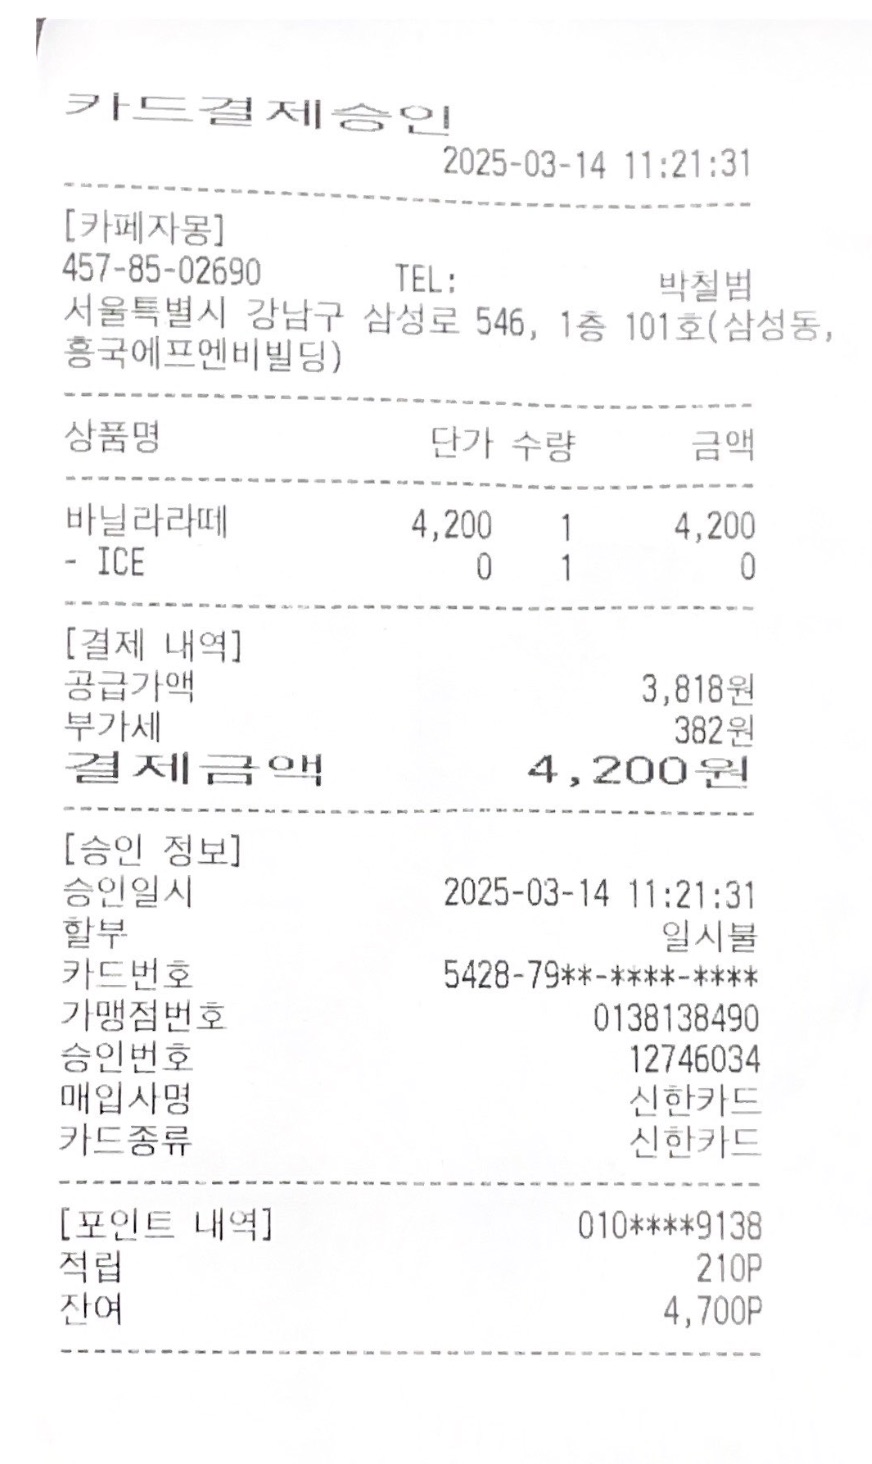 카드결제승인
2025-03-14 11:21:31
[카페자몽]
457-85-02690 TEL: 박철범
서울특별시 강남구 삼성로 546, 1층 101호(삼성동,
흥국에프엔비빌딩)
상품명 단가 수량 금액
바닐라라떼 4,200 1 4,200
- ICE 0 1 0
[결제 내역]
공급가액 3,818원
부가세 382원
결제금액 4,200원
[승인 정보]
승인일시 2025-03-14 11:21:31
할부 일시불
카드번호 5428-79**-****-****
가맹점번호 0138138490
승인번호 12746034
매입사명 신한카드
카드종류 신한카드
[포인트 내역] 010****9138
적립 210P
잔여 4,700P